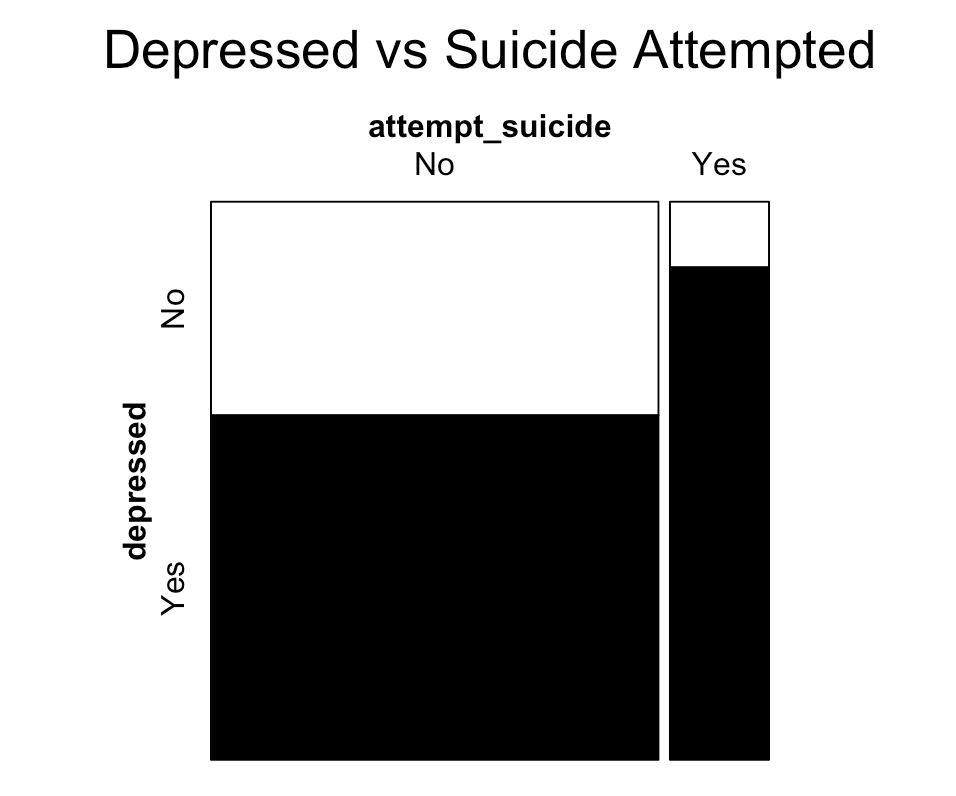 Depressed vs Suicide Attempted
attempt_suicide
No Yes
No
depressed
Yes